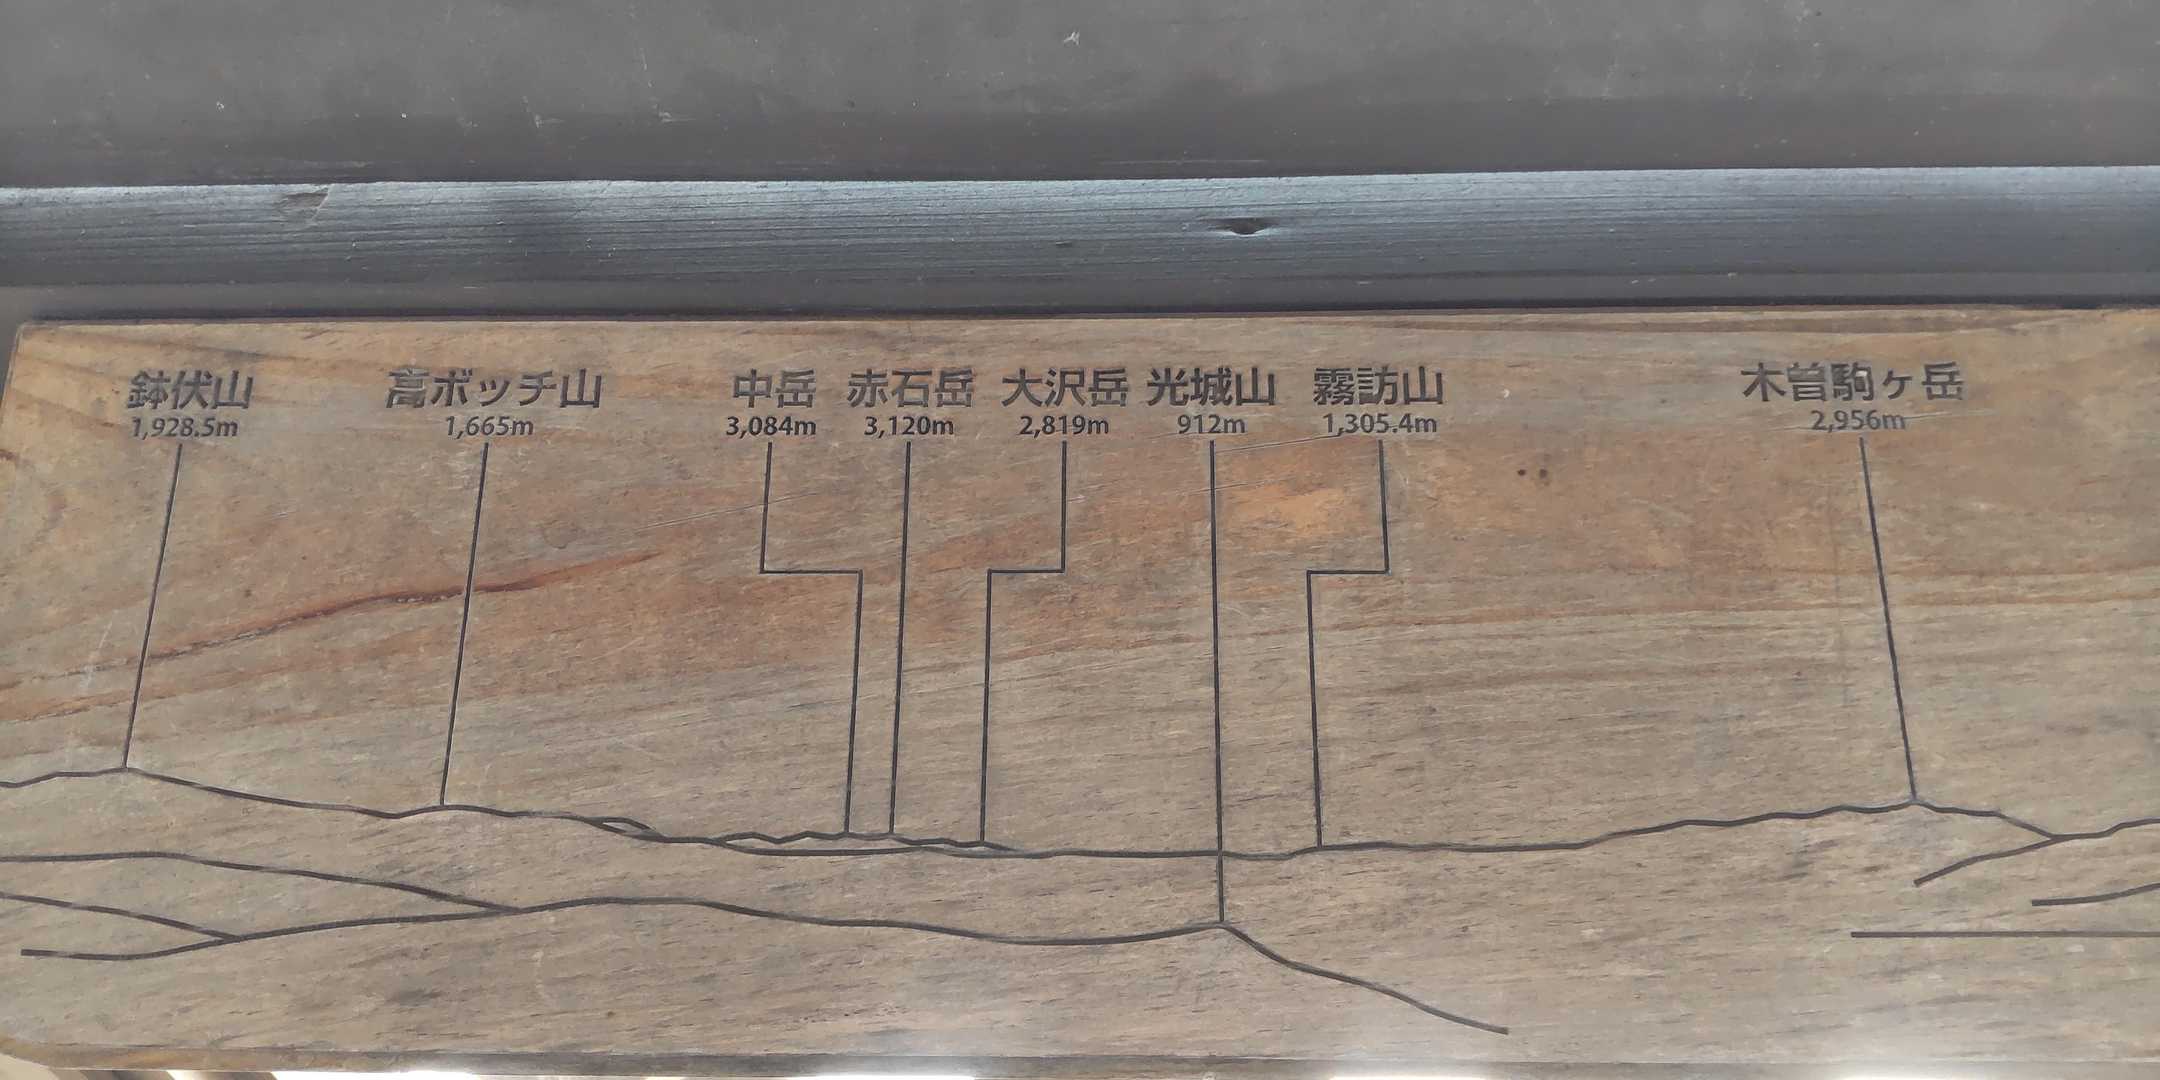 鉢伏山
1,928.5m
高ボッチ山
1,665m
中岳
3,084m
赤石岳
3,120m
大沢岳
2,819m
光城山
912m
霧訪山
1,305.4m
木曽駒ヶ岳
2,956m